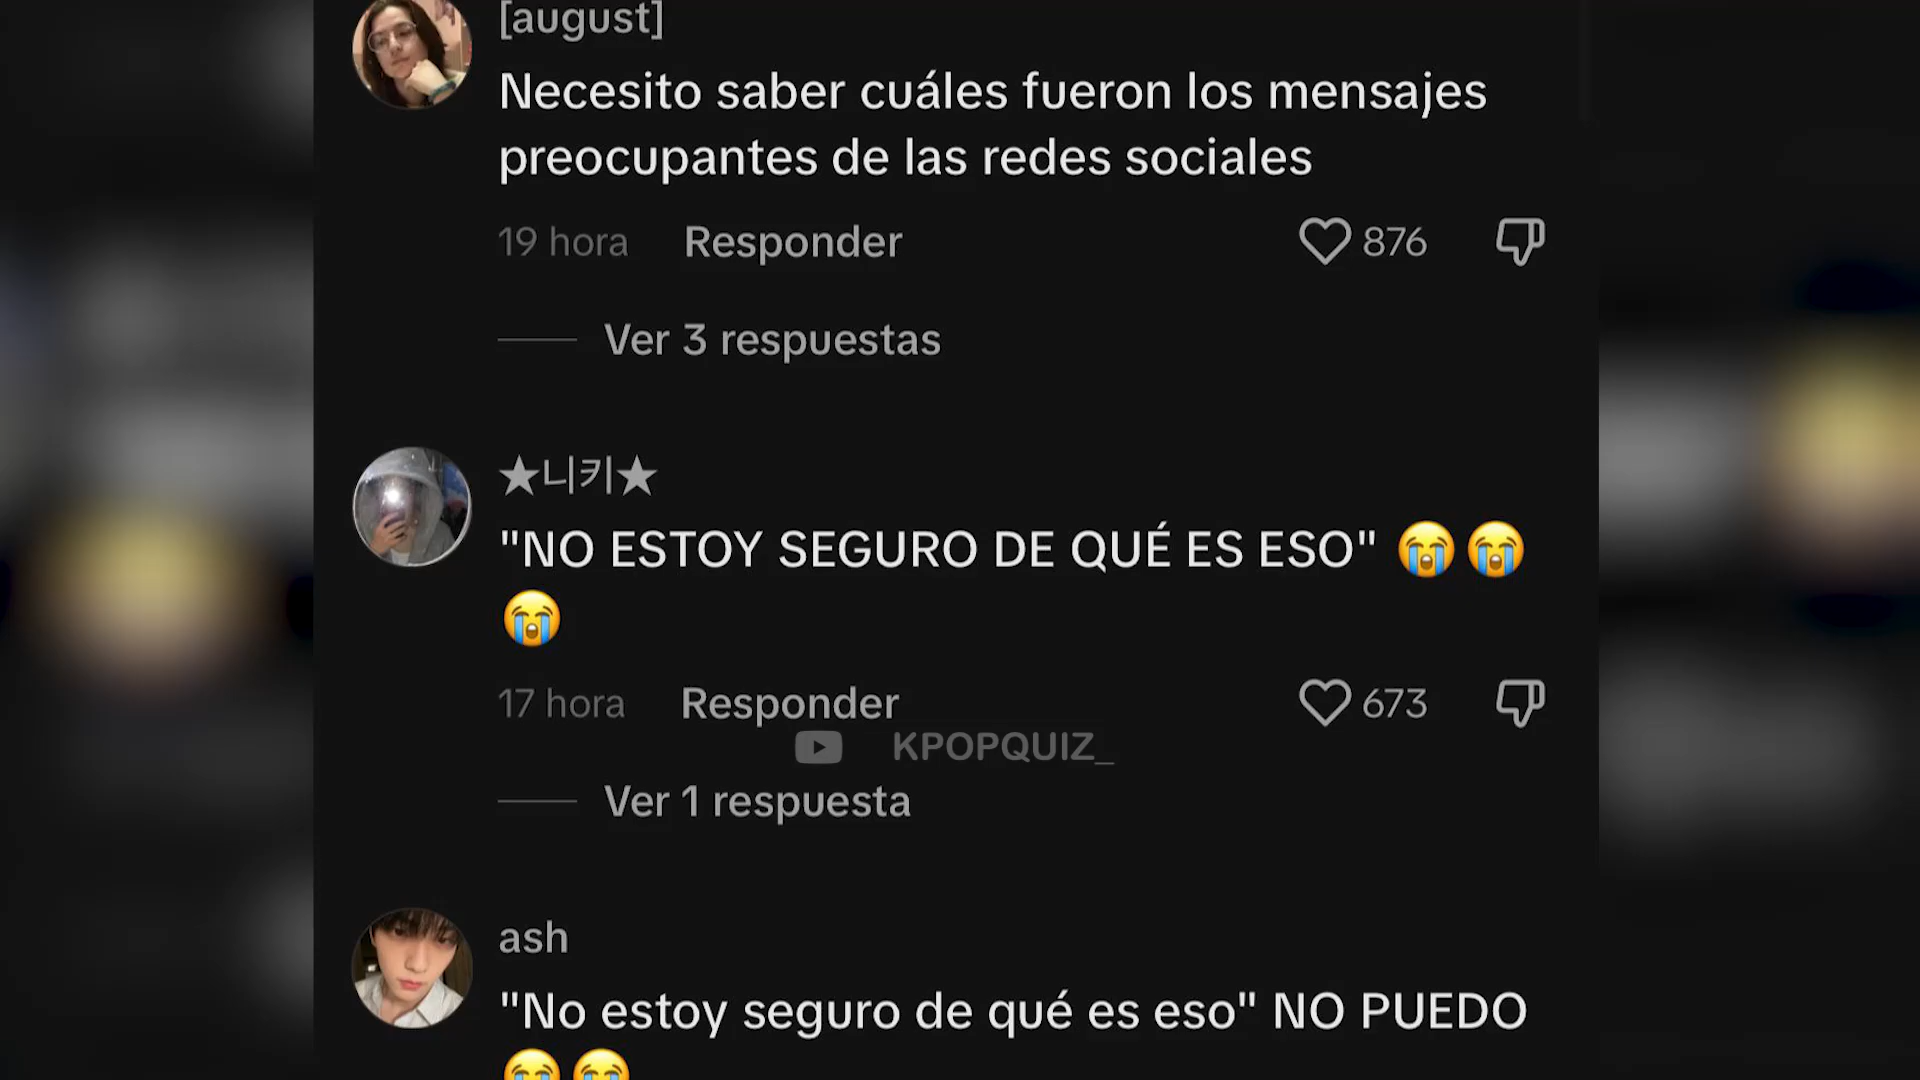 [august]
Necesito saber cuáles fueron los mensajes
preocupantes de las redes sociales
19 hora Responder 876
Ver 3 respuestas
★니키★
"NO ESTOY SEGURO DE QUÉ ES ESO" 😭😭
😭
17 hora Responder 673
KPOPQUIZ_
Ver 1 respuesta
ash
"No estoy seguro de qué es eso" NO PUEDO
😭😭